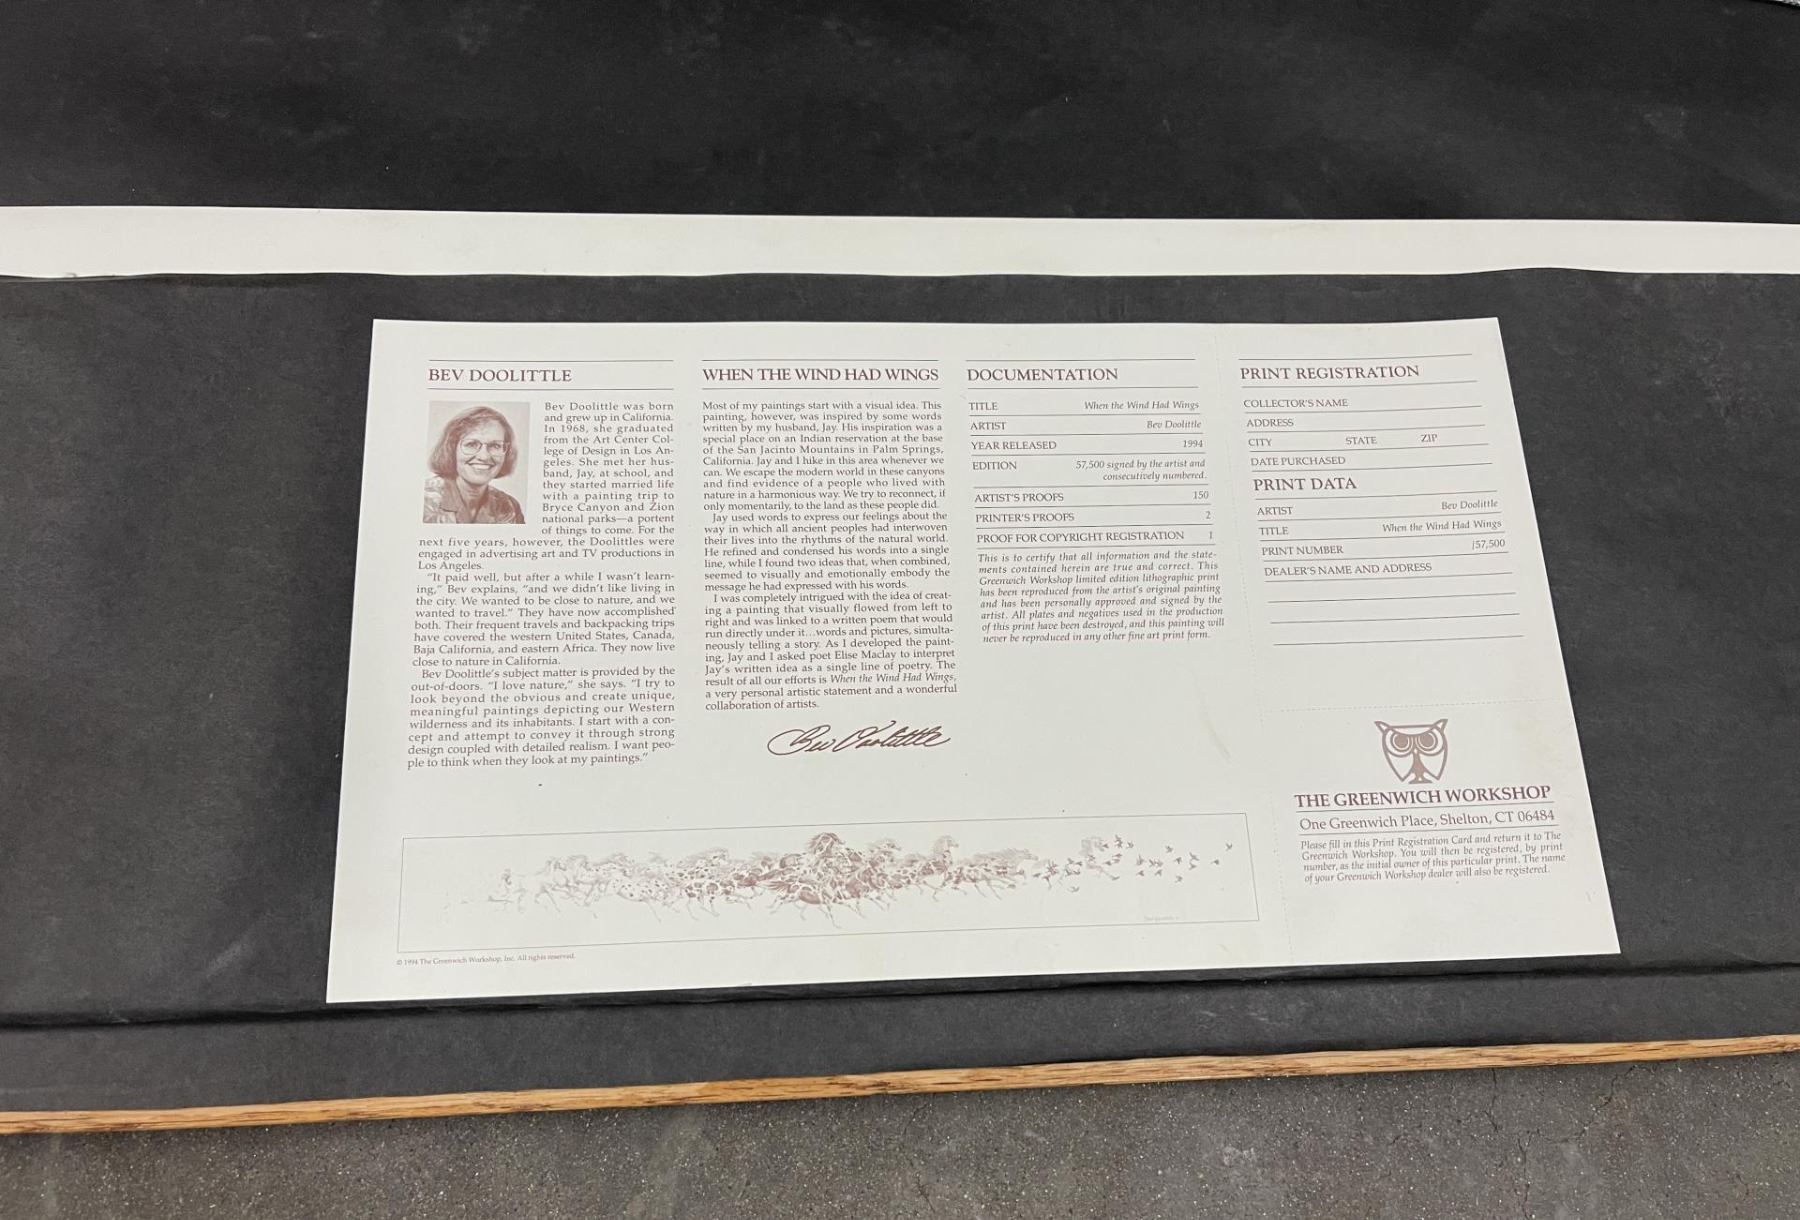 BEV DOOLITTLE
Bev Doolittle was born
and grew up in California.
In 1968, she graduated
from the Art Center Col-
lege of Design in Los An-
geles. She met her hus-
band, Jay, at school, and
they started married life
with a painting trip to
Bryce Canyon and Zion
national parks—a portent
of things to come. For the
next five years, however, the Doolittles were
engaged in advertising art and TV productions in
Los Angeles.
"It paid well, but after a while I wasn't learn-
ing," Bev explains, "and we didn't like living in
the city. We wanted to be close to nature, and we
wanted to travel." They have now accomplished
both. Their frequent travels and backpacking trips
have covered the western United States, Canada,
Baja California, and eastern Africa. They now live
close to nature in California.
Bev Doolittle's subject matter is provided by the
out-of-doors. "I love nature," she says. "I try to
look beyond the obvious and create unique,
meaningful paintings depicting our Western
wilderness and its inhabitants. I start with a con-
cept and attempt to convey it through strong
design coupled with detailed realism. I want peo-
ple to think when they look at my paintings."
WHEN THE WIND HAD WINGS
Most of my paintings start with a visual idea. This
painting, however, was inspired by some words
written by my husband, Jay. His inspiration was a
special place on an Indian reservation at the base
of the San Jacinto Mountains in Palm Springs,
California. Jay and I hike in this area whenever we
can. We escape the modern world in these canyons
and find evidence of a people who lived with
nature in a harmonious way. We try to reconnect, if
only momentarily, to the land as these people did.
Jay used words to express our feelings about the
way in which all ancient peoples had interwoven
their lives into the rhythms of the natural world.
He refined and condensed his words into a single
line, while I found two ideas that, when combined,
seemed to visually and emotionally embody the
message he had expressed with his words.
I was completely intrigued with the idea of creat-
ing a painting that visually flowed from left to
right and was linked to a written poem that would
run directly under it...words and pictures, simulta-
neously telling a story. As I developed the paint-
ing, Jay and I asked poet Elise Maclay to interpret
Jay's written idea as a single line of poetry. The
result of all our efforts is When the Wind Had Wings,
a very personal artistic statement and a wonderful
collaboration of artists.
Bev Doolittle
DOCUMENTATION
TITLE When the Wind Had Wings
ARTIST Bev Doolittle
YEAR RELEASED 1994
EDITION 57,500 signed by the artist and
consecutively numbered.
ARTIST'S PROOFS 150
PRINTER'S PROOFS 2
PROOF FOR COPYRIGHT REGISTRATION 1
This is to certify that all information and the state-
ments contained herein are true and correct. This
Greenwich Workshop limited edition lithographic print
has been reproduced from the artist's original painting
and has been personally approved and signed by the
artist. All plates and negatives used in the production
of this print have been destroyed, and this painting will
never be reproduced in any other fine art print form.
PRINT REGISTRATION
COLLECTOR'S NAME
ADDRESS
CITY STATE ZIP
DATE PURCHASED
PRINT DATA
ARTIST Bev Doolittle
TITLE When the Wind Had Wings
PRINT NUMBER /57,500
DEALER'S NAME AND ADDRESS
THE GREENWICH WORKSHOP
One Greenwich Place, Shelton, CT 06484
Please fill in this Print Registration Card and return it to The
Greenwich Workshop. You will then be registered, by print
number, as the initial owner of this particular print. The name
of your Greenwich Workshop dealer will also be registered.
© 1994 The Greenwich Workshop, Inc. All rights reserved.